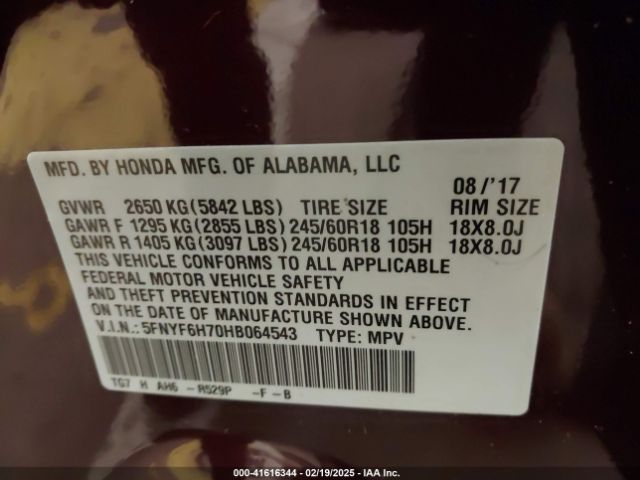 MFD. BY HONDA MFG. OF ALABAMA, LLC
08/'17
GVWR 2650 KG(5842 LBS) TIRE SIZE RIM SIZE
GAWR F 1295 KG(2855 LBS) 245/60R18 105H 18X8.0J
GAWR R 1405 KG(3097 LBS) 245/60R18 105H 18X8.0J
THIS VEHICLE CONFORMS TO ALL APPLICABLE
FEDERAL MOTOR VEHICLE SAFETY
AND THEFT PREVENTION STANDARDS IN EFFECT
ON THE DATE OF MANUFACTURE SHOWN ABOVE.
V.I.N.: 5FNYF6H70HB064543 TYPE: MPV
TG7 H AH6 - R529P -F-B
000-41616344 | 02/19/2025 | IAA Inc.